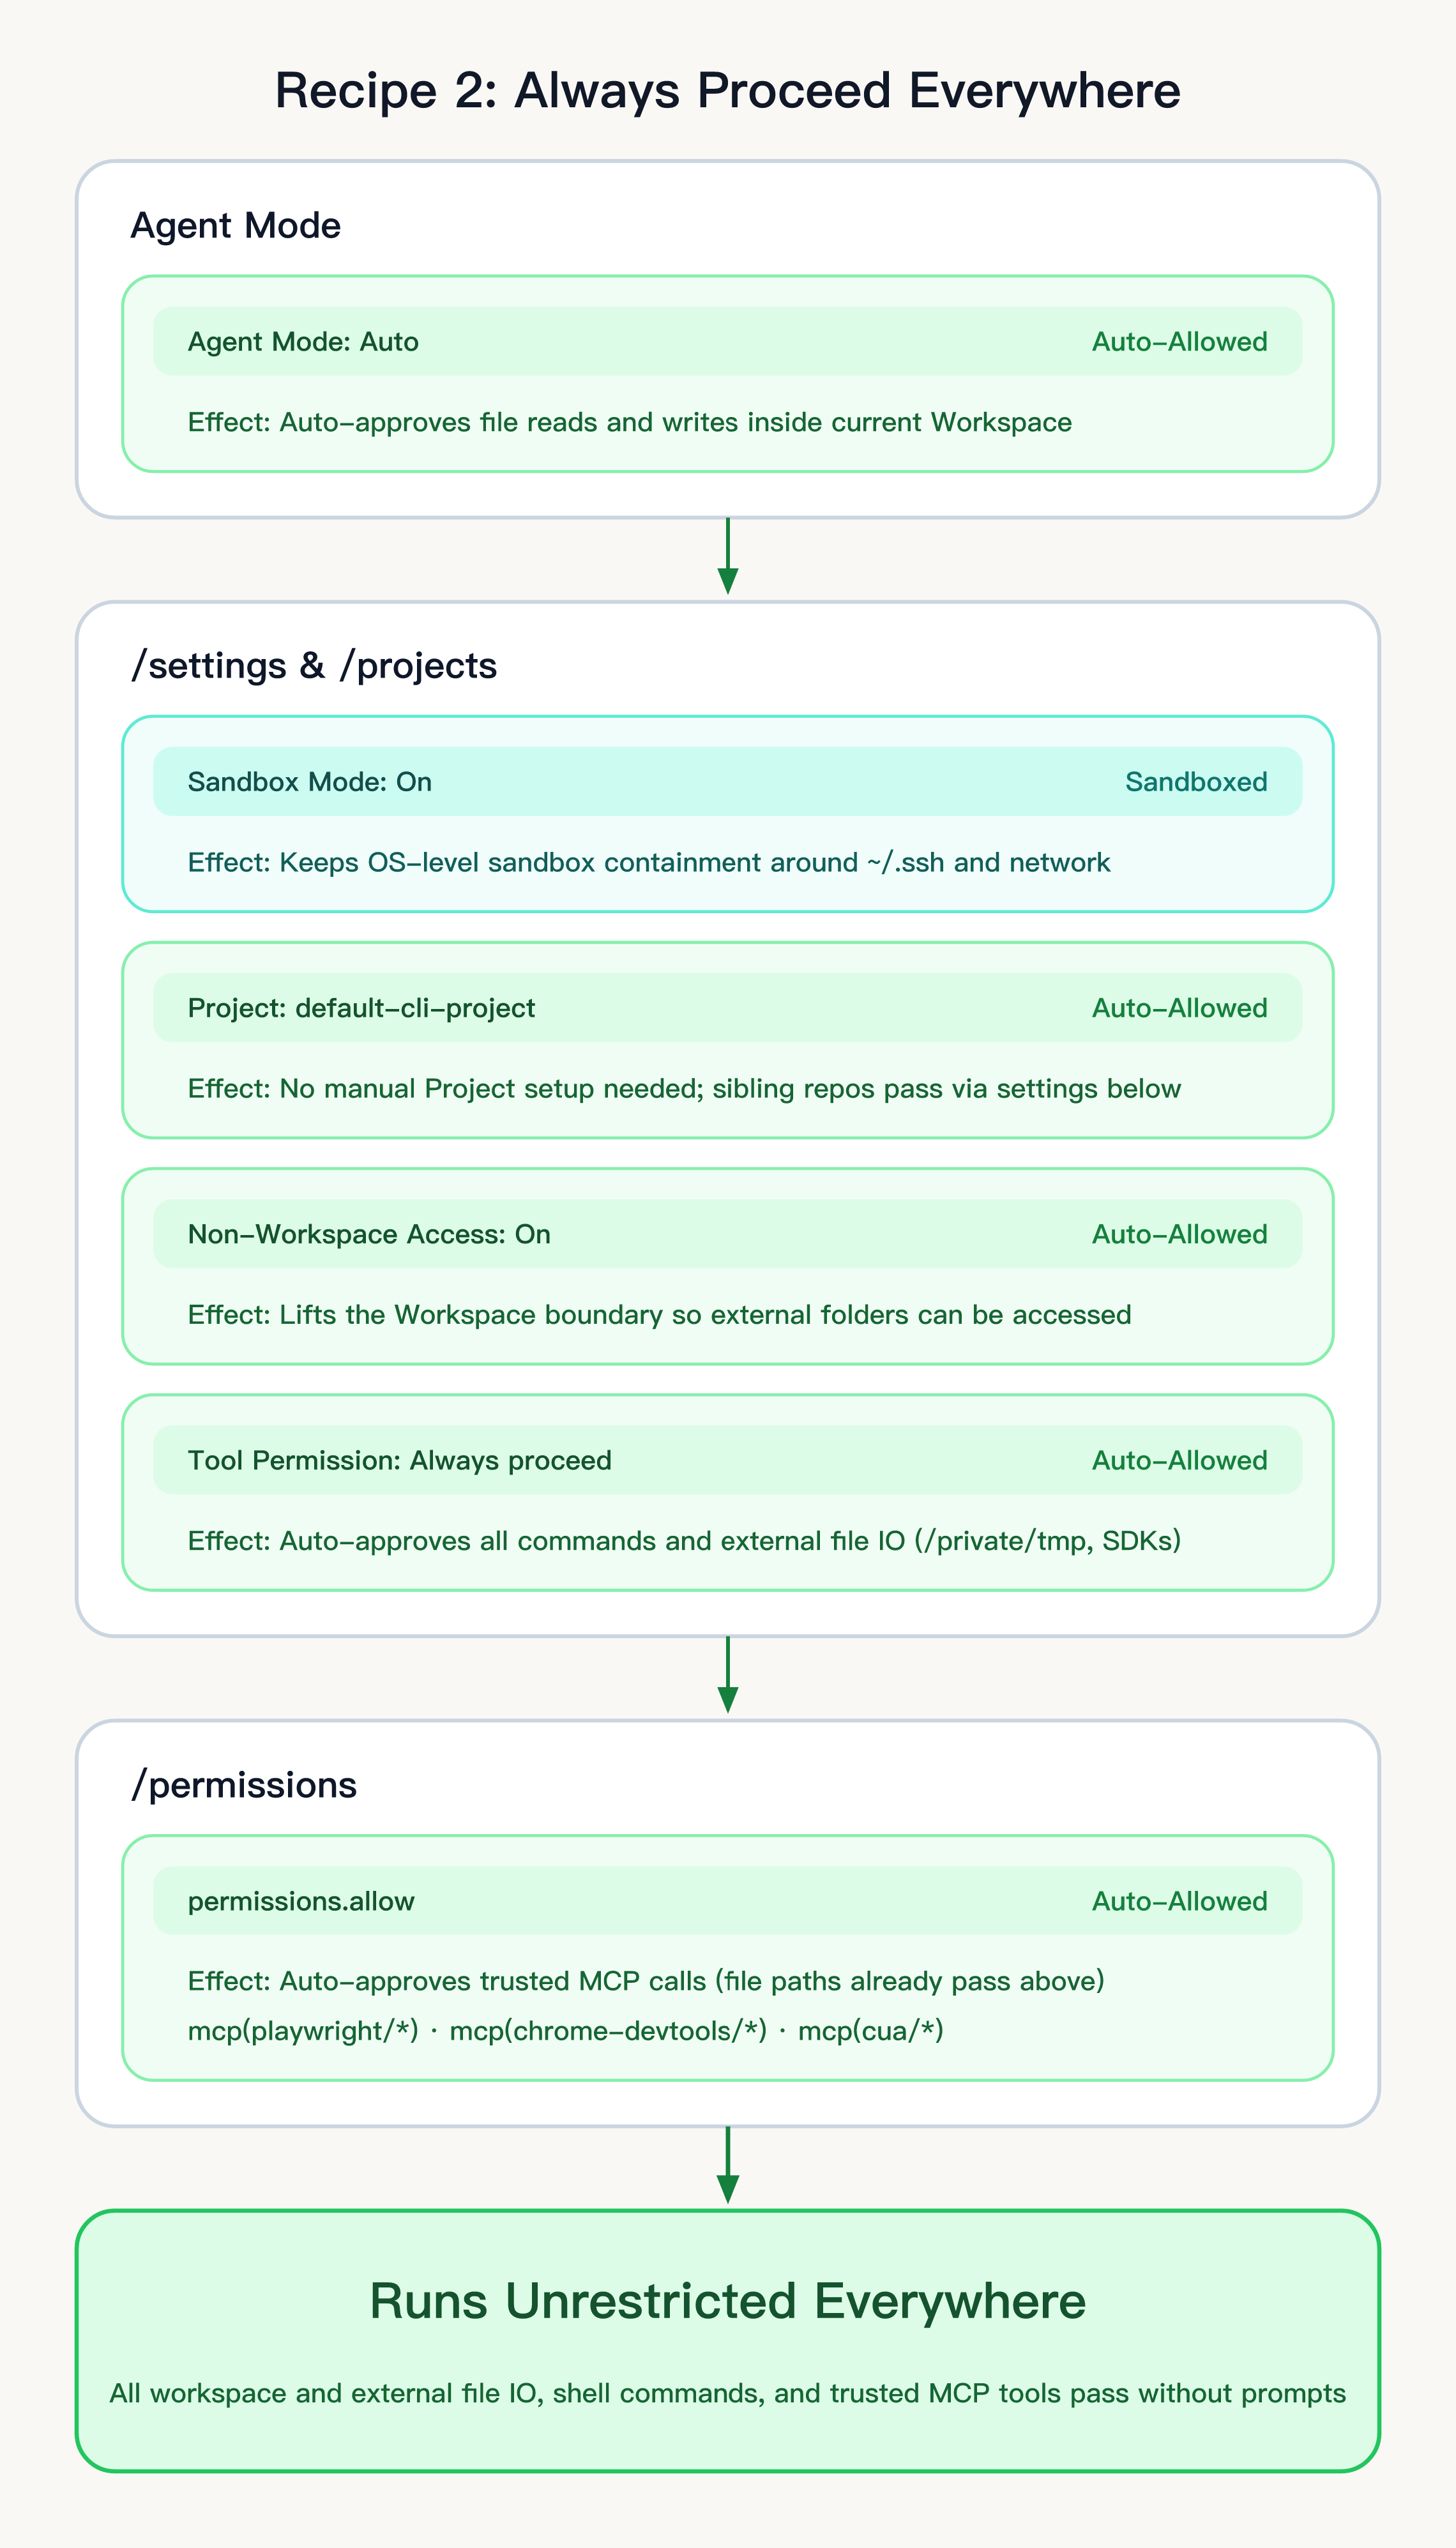 Recipe 2: Always Proceed Everywhere
Agent Mode
Agent Mode: Auto
Auto-Allowed
Effect: Auto-approves file reads and writes inside current Workspace
/settings & /projects
Sandbox Mode: On
Sandboxed
Effect: Keeps OS-level sandbox containment around ~/.ssh and network
Project: default-cli-project
Auto-Allowed
Effect: No manual Project setup needed; sibling repos pass via settings below
Non-Workspace Access: On
Auto-Allowed
Effect: Lifts the Workspace boundary so external folders can be accessed
Tool Permission: Always proceed
Auto-Allowed
Effect: Auto-approves all commands and external file IO (/private/tmp, SDKs)
/permissions
permissions.allow
Auto-Allowed
Effect: Auto-approves trusted MCP calls (file paths already pass above)
mcp(playwright/*) · mcp(chrome-devtools/*) · mcp(cua/*)
Runs Unrestricted Everywhere
All workspace and external file IO, shell commands, and trusted MCP tools pass without prompts